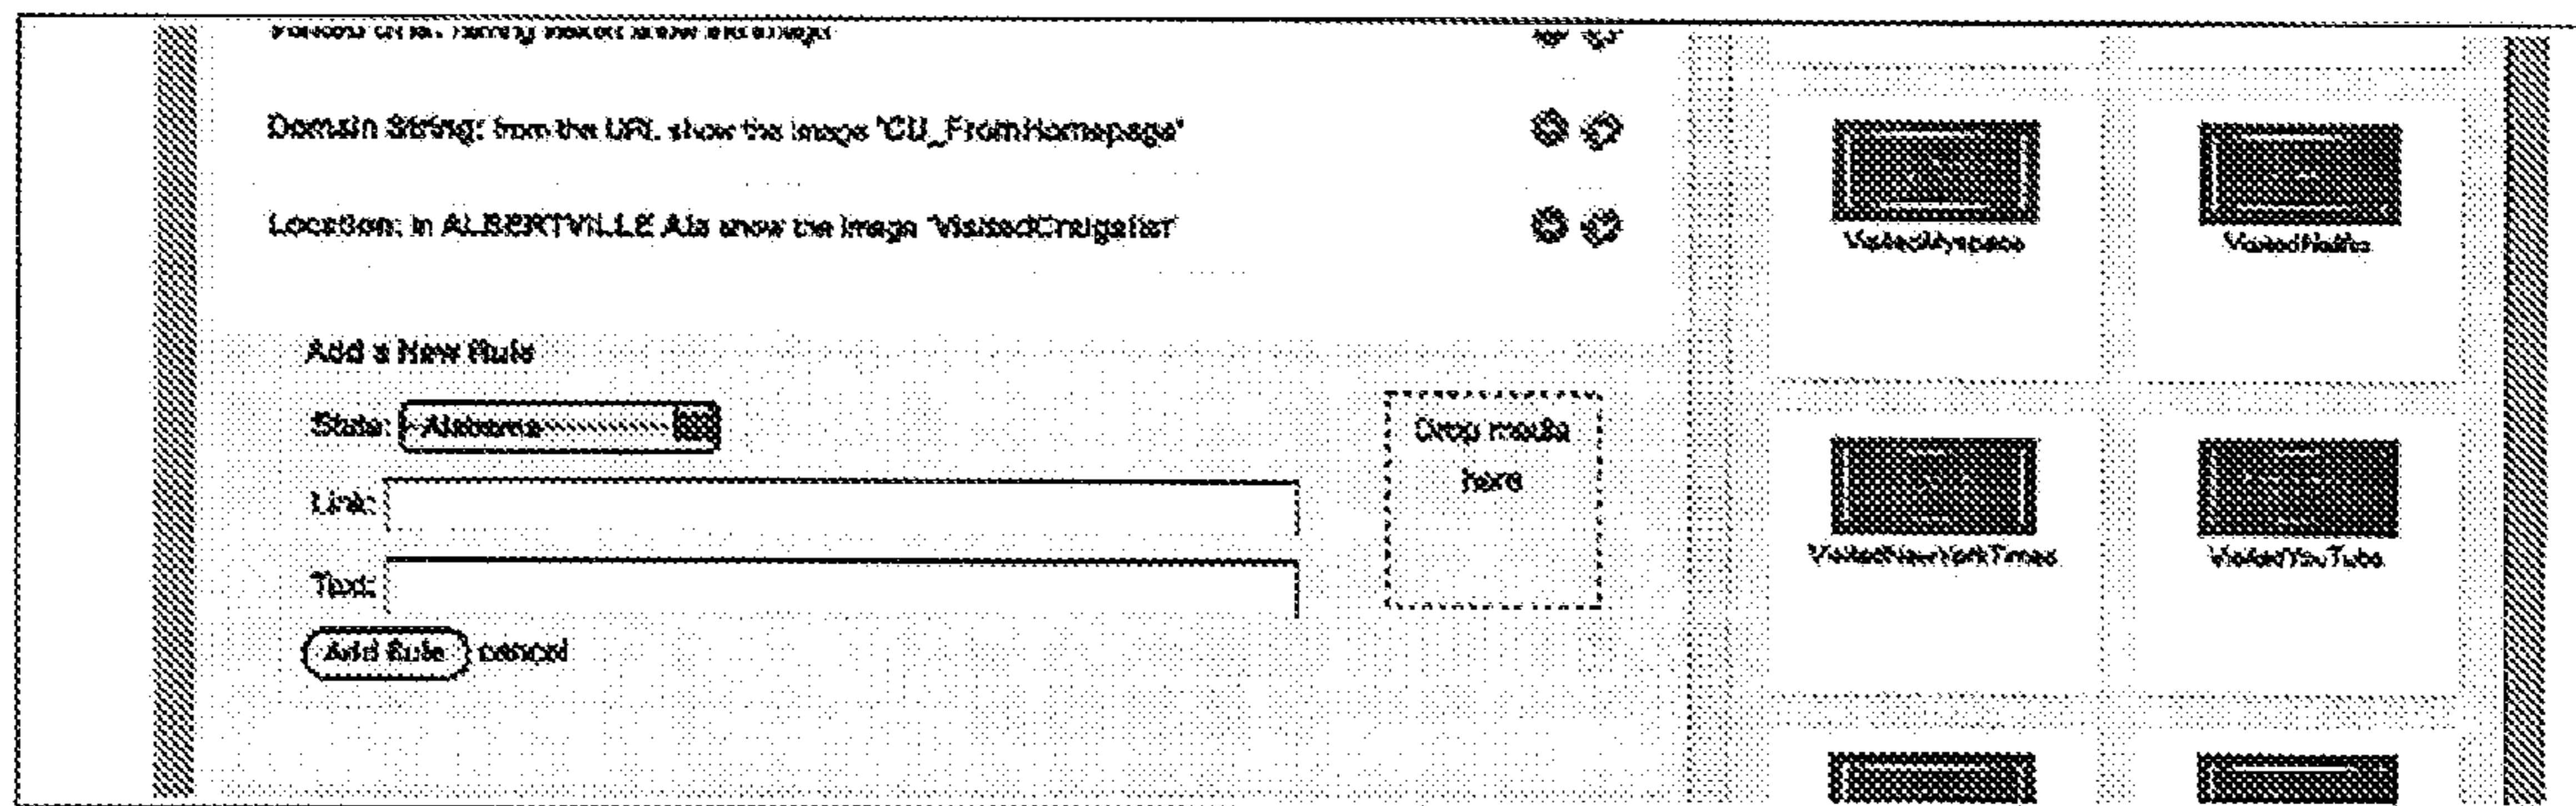 Domain String: from the URL show the image 'CU_FromHomepage'
Location: in ALBERTVILLE Ala show the image 'VisitedCraigslist'
Add a New Rule
State: Alabama
Link:
Text:
Add Rule cancel
Drop media
here
VisitedMyspace
VisitedNewYorkTimes
VisitedYouTube